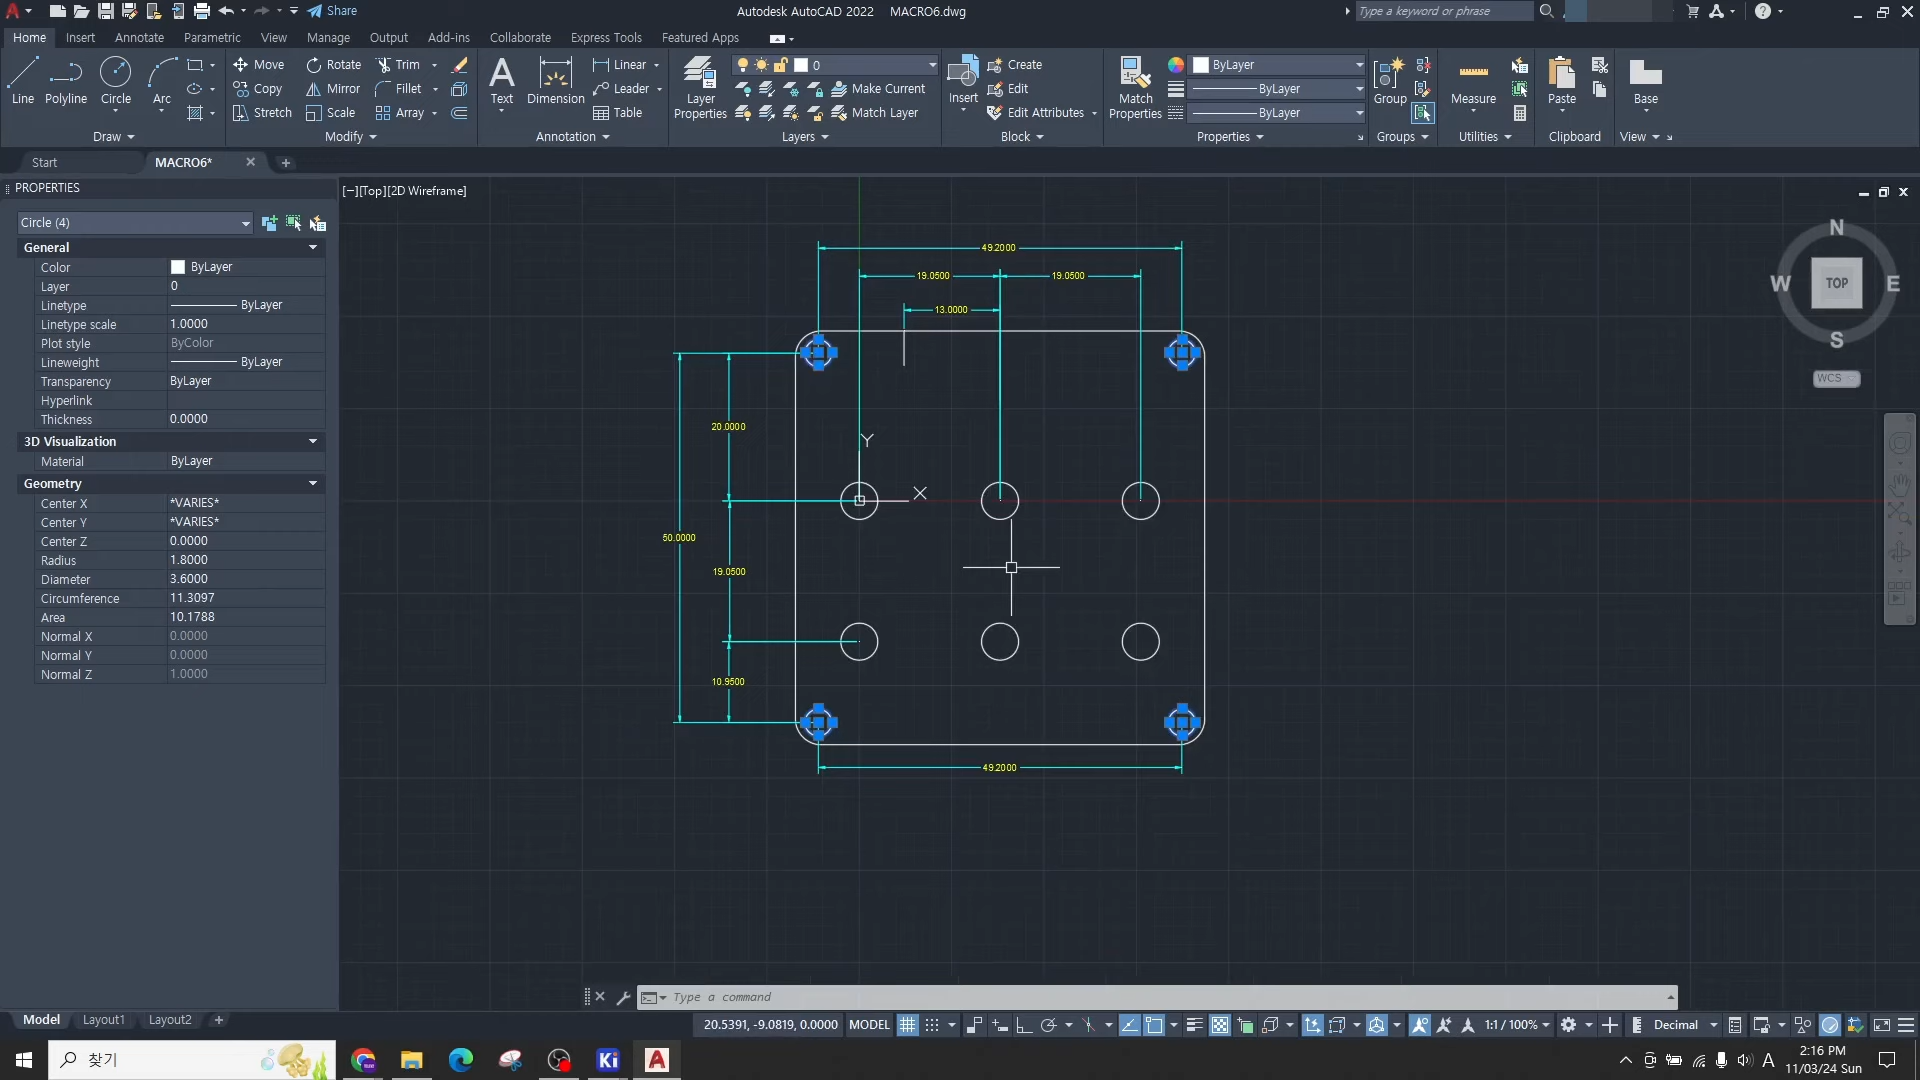 Share
Autodesk AutoCAD 2022 MACRO6.dwg
Type a keyword or phrase
Home Insert Annotate Parametric View Manage Output Add-ins Collaborate Express Tools Featured Apps
Line Polyline Circle Arc
Move Rotate Trim
Copy Mirror Fillet
Stretch Scale Array
Text Dimension
Linear
Leader
Table
Layer Properties
0
Make Current
Match Layer
Insert
Create
Edit
Edit Attributes
Match Properties
ByLayer
ByLayer
ByLayer
Group
Measure
Paste
Base
Draw Modify Annotation Layers Block Properties Groups Utilities Clipboard View
Start MACRO6*
PROPERTIES
[−][Top][2D Wireframe]
Circle (4)
General
Color ByLayer
Layer 0
Linetype ByLayer
Linetype scale 1.0000
Plot style ByColor
Lineweight ByLayer
Transparency ByLayer
Hyperlink
Thickness 0.0000
3D Visualization
Material ByLayer
Geometry
Center X *VARIES*
Center Y *VARIES*
Center Z 0.0000
Radius 1.8000
Diameter 3.6000
Circumference 11.3097
Area 10.1788
Normal X 0.0000
Normal Y 0.0000
Normal Z 1.0000
49.2000
19.0500 19.0500
13.0000
20.0000
Y
X
50.0000
19.0500
10.9500
49.2000
N
W TOP E
S
WCS
Type a command
Model Layout1 Layout2
20.5391, -9.0819, 0.0000 MODEL
1:1 / 100%
Decimal
찾기
Ki
A
A
2:16 PM
11/03/24 Sun